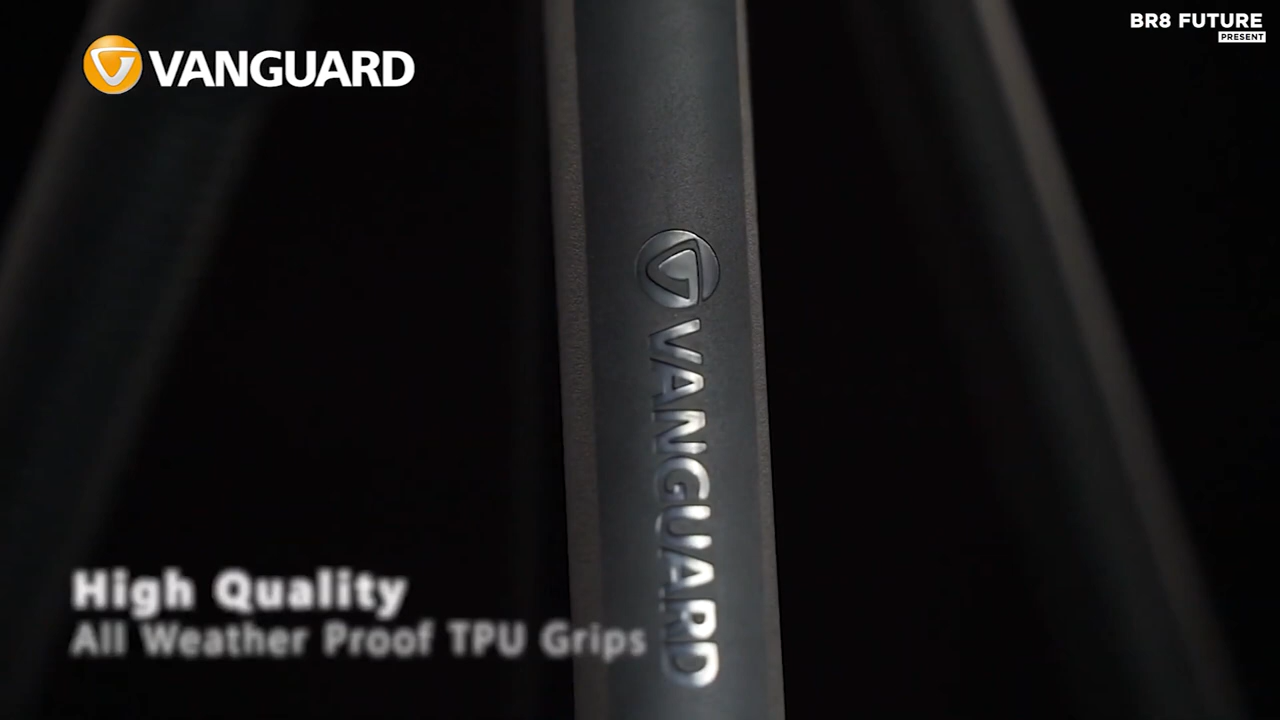 VANGUARD
BR8 FUTURE
PRESENT
VANGUARD
High Quality
All Weather Proof TPU Grips